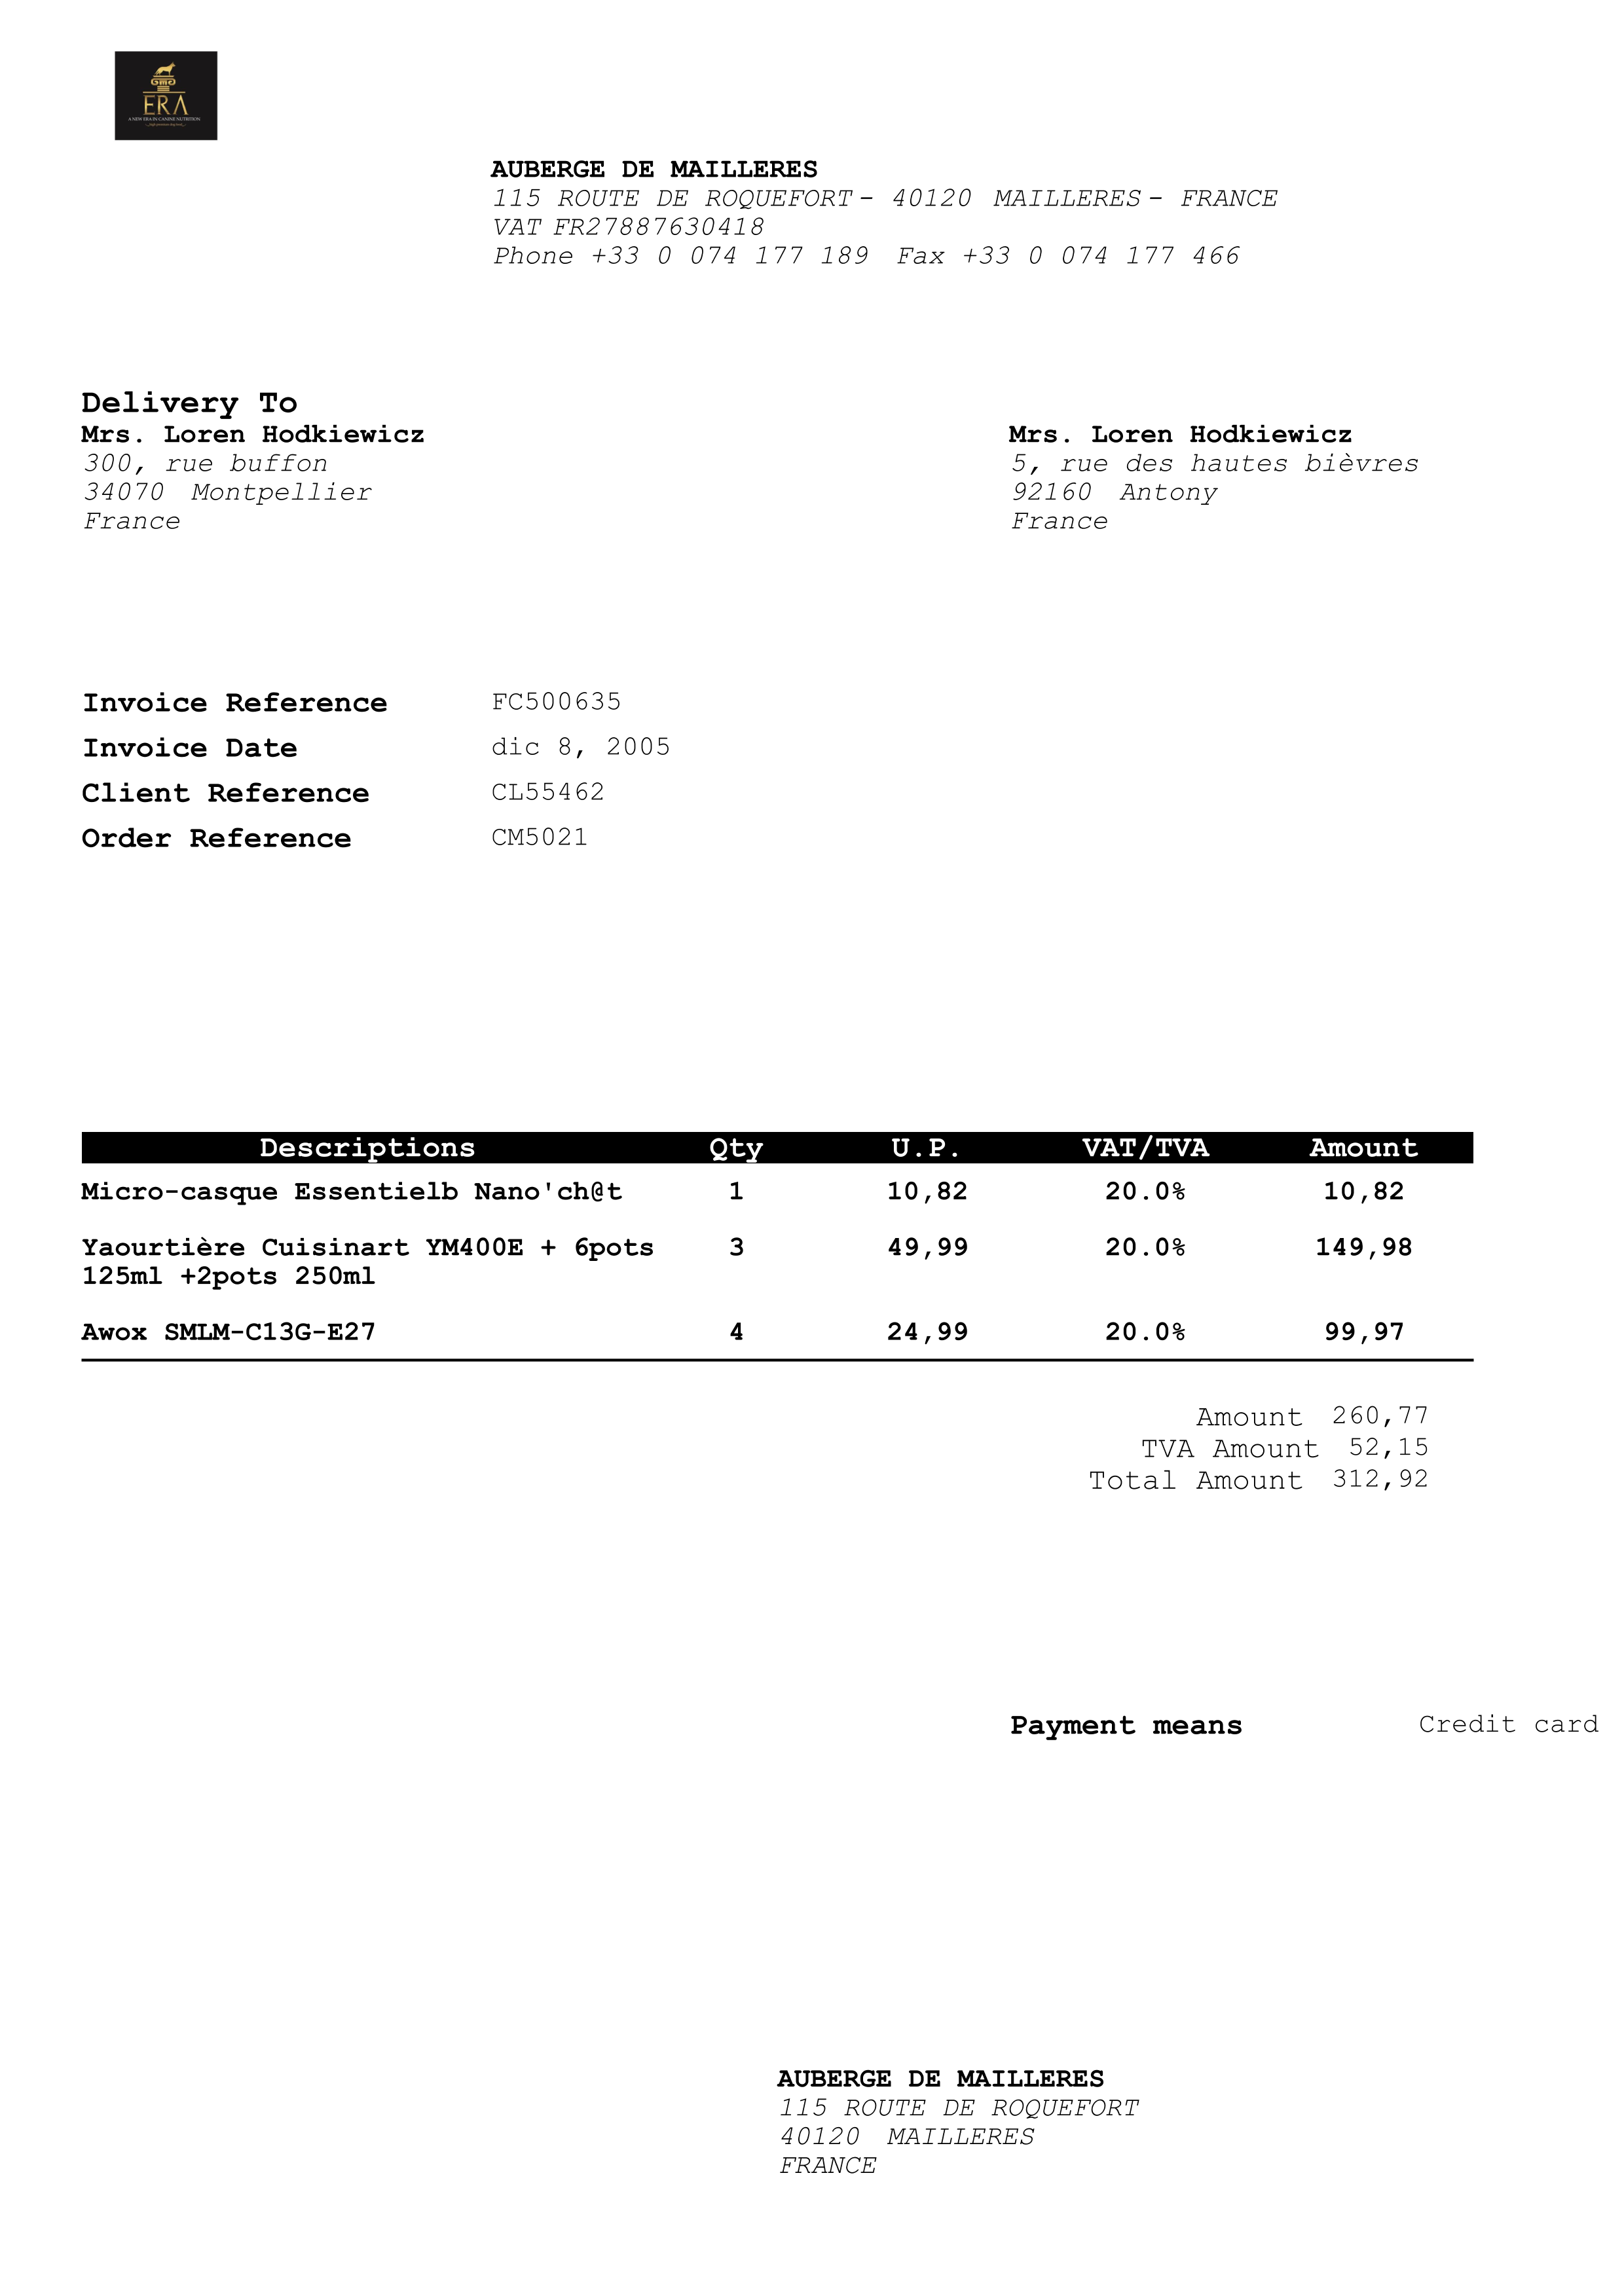 ERA
A NEW ERA IN CANINE NUTRITION
AUBERGE DE MAILLERES
115 ROUTE DE ROQUEFORT - 40120 MAILLERES - FRANCE
VAT FR27887630418
Phone +33 0 074 177 189 Fax +33 0 074 177 466
Delivery To
Mrs. Loren Hodkiewicz
300, rue buffon
34070 Montpellier
France
Mrs. Loren Hodkiewicz
5, rue des hautes bièvres
92160 Antony
France
Invoice Reference FC500635
Invoice Date dic 8, 2005
Client Reference CL55462
Order Reference CM5021
Descriptions Qty U.P. VAT/TVA Amount
Micro-casque Essentielb Nano'ch@t 1 10,82 20.0% 10,82
Yaourtière Cuisinart YM400E + 6pots 3 49,99 20.0% 149,98
125ml +2pots 250ml
Awox SMLM-C13G-E27 4 24,99 20.0% 99,97
Amount 260,77
TVA Amount 52,15
Total Amount 312,92
Payment means Credit card
AUBERGE DE MAILLERES
115 ROUTE DE ROQUEFORT
40120 MAILLERES
FRANCE